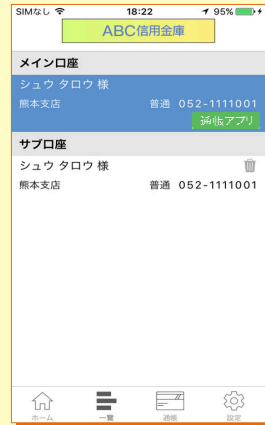 SIMなし 18:22 95%
ABC信用金庫
メイン口座
シュウ タロウ 様
熊本支店 普通 052-1111001
通帳アプリ
サブ口座
シュウ タロウ 様
熊本支店 普通 052-1111001
ホーム 一覧 通帳 設定